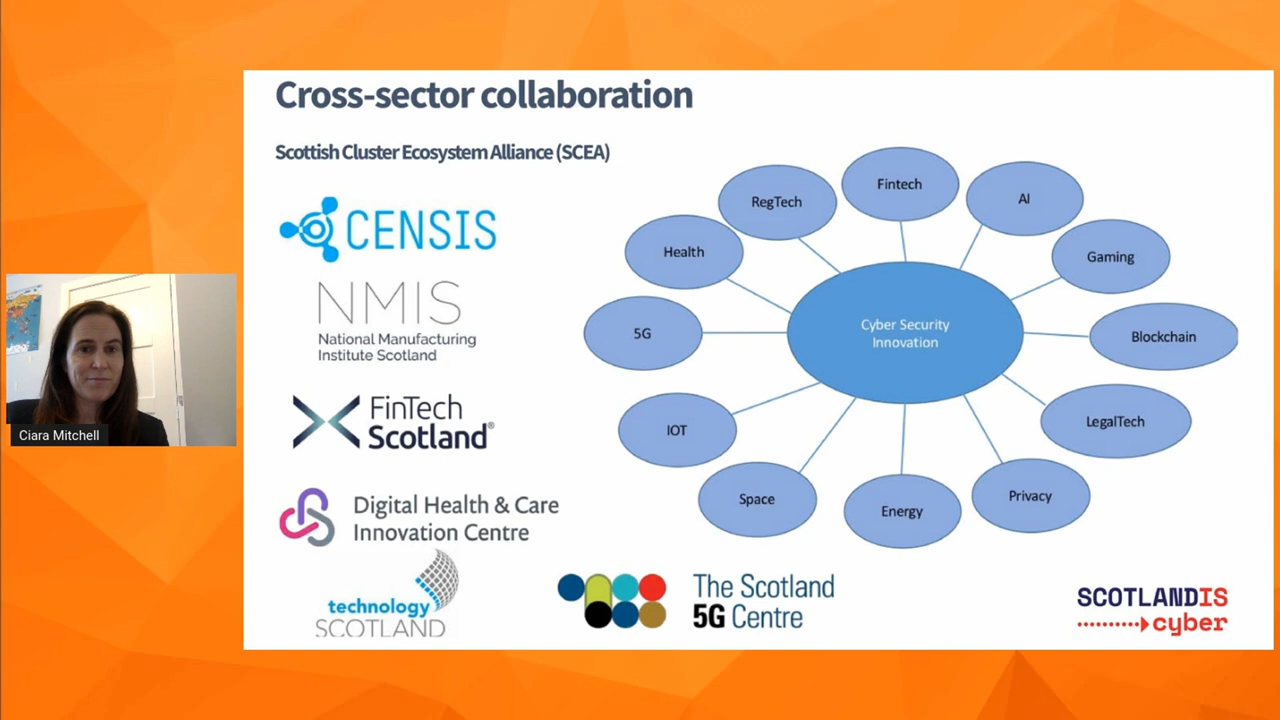 Cross-sector collaboration
Scottish Cluster Ecosystem Alliance (SCEA)
CENSIS
NMIS
National Manufacturing
Institute Scotland
FinTech
Scotland®
Digital Health & Care
Innovation Centre
technology
SCOTLAND
The Scotland
5G Centre
Cyber Security
Innovation
Fintech
AI
Gaming
Blockchain
LegalTech
Privacy
Energy
Space
IOT
5G
Health
RegTech
SCOTLANDIS
cyber
Ciara Mitchell